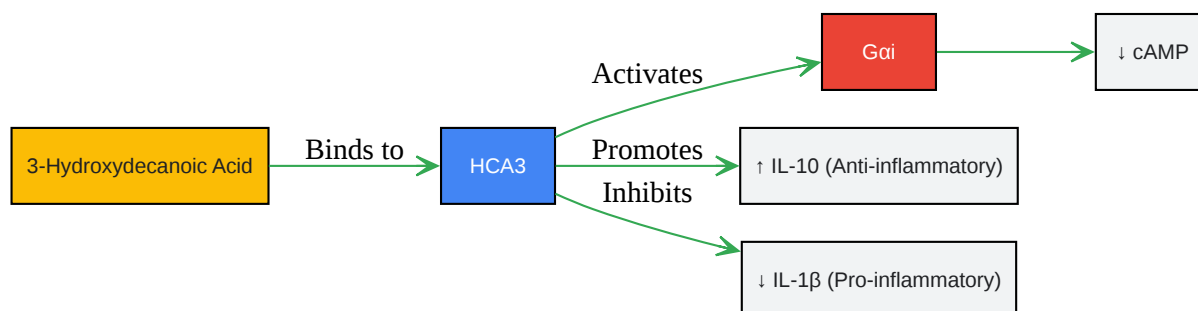 Gαi
↓ cAMP
Activates
3-Hydroxydecanoic Acid
Binds to
HCA3
Promotes
↑ IL-10 (Anti-inflammatory)
Inhibits
↓ IL-1β (Pro-inflammatory)